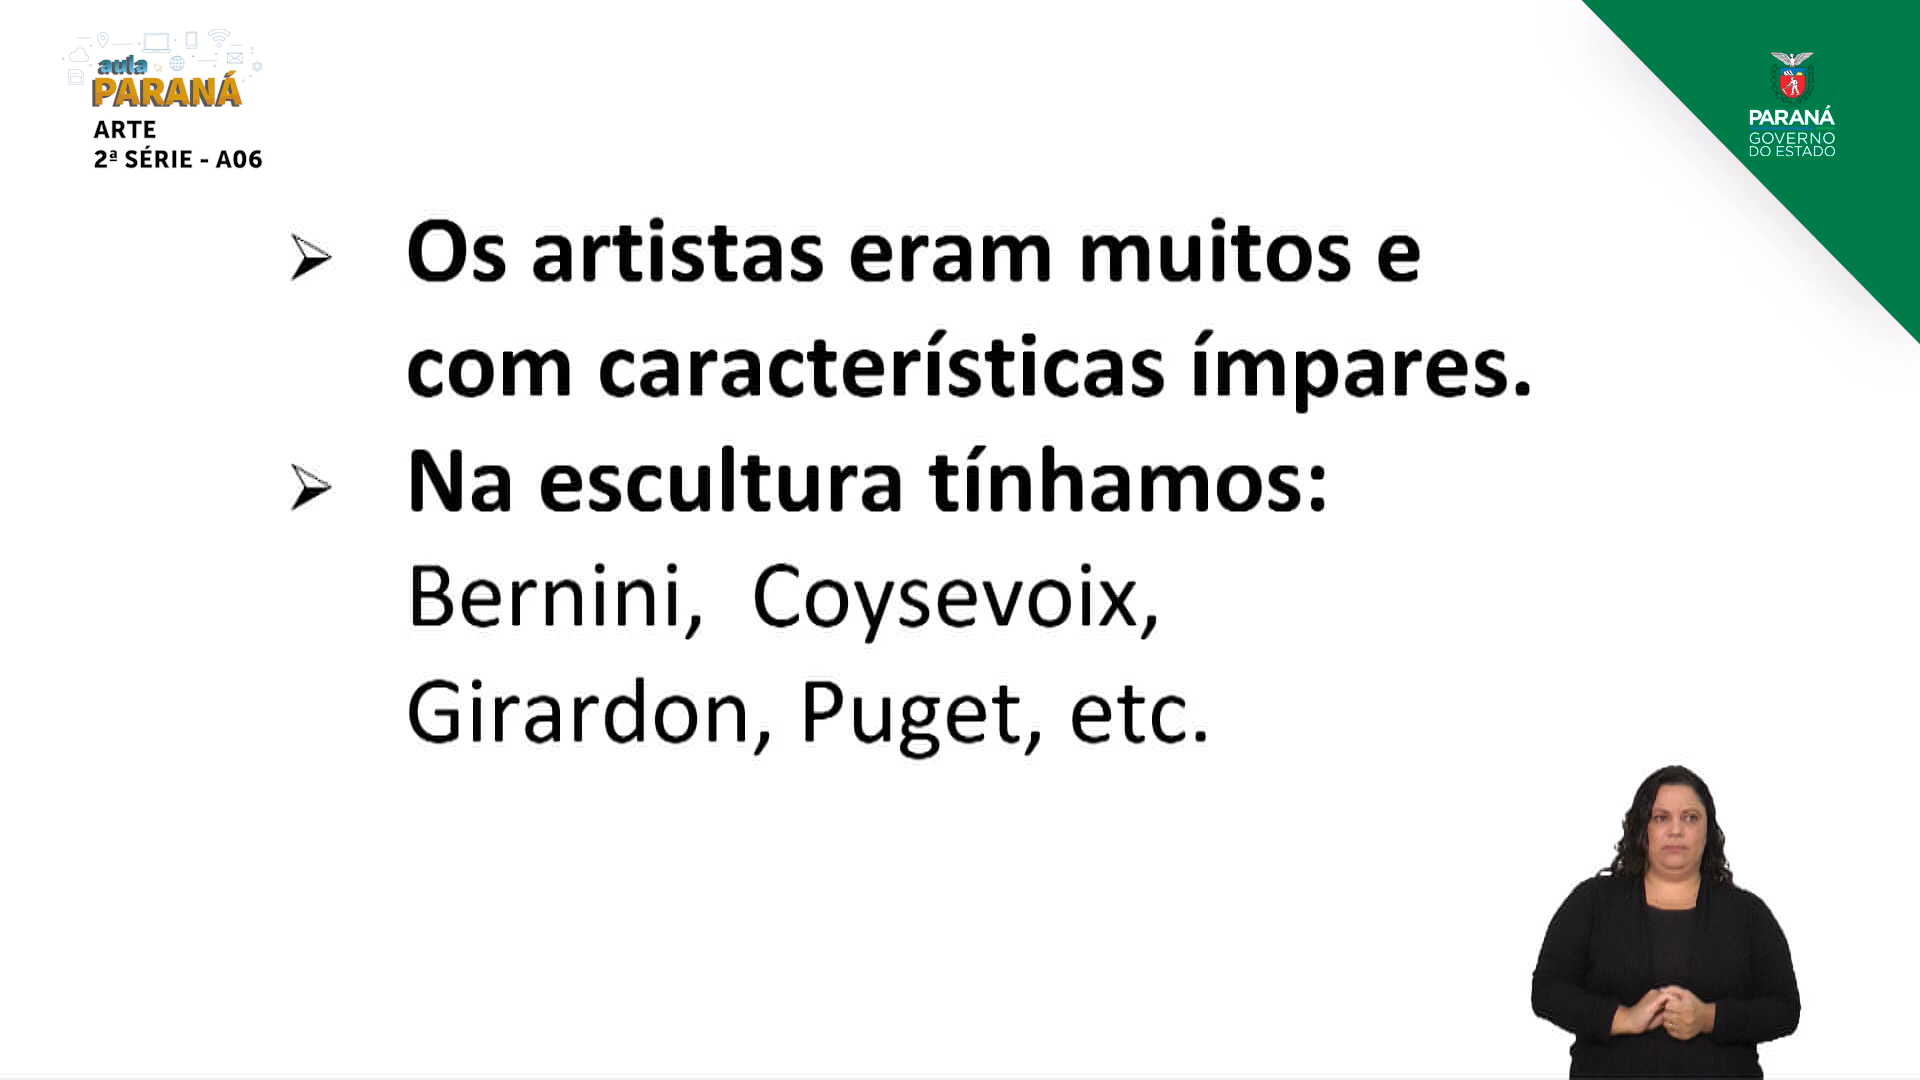 aula
PARANÁ
ARTE
2ª SÉRIE - A06
PARANÁ
GOVERNO
DO ESTADO
Os artistas eram muitos e
com características ímpares.
Na escultura tínhamos:
Bernini, Coysevoix,
Girardon, Puget, etc.